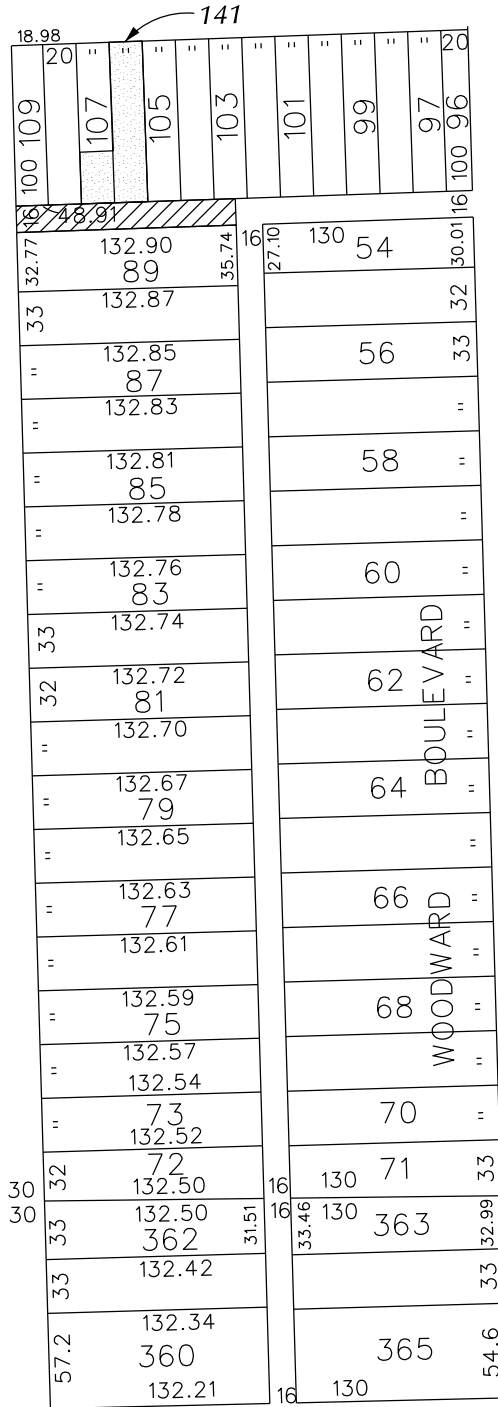 141
18.98
20 " " " " " " " " " " " 20
109 107 105 103 101 99 97 96
100 100
16 48.91 16
32.77 132.90 35.74 16 27.10 130 54 30.01
89
33 132.87 32
" 132.85 56 33
87
" 132.83 "
" 132.81 58 "
85
" 132.78 "
" 132.76 60 "
83
33 132.74 "
32 132.72 62 "
81
" 132.70 "
" 132.67 64 "
79
" 132.65 "
" 132.63 66 "
77
" 132.61 "
" 132.59 68 "
75
" 132.57 "
132.54
" 73 70 "
132.52
32 72 71 33
30 132.50 16 130
30 132.50 16 130
33 362 31.51 33.46 363 32.99
33 132.42 33
132.34
57.2 360 365 54.6
132.21 16 130
WOODWARD BOULEVARD